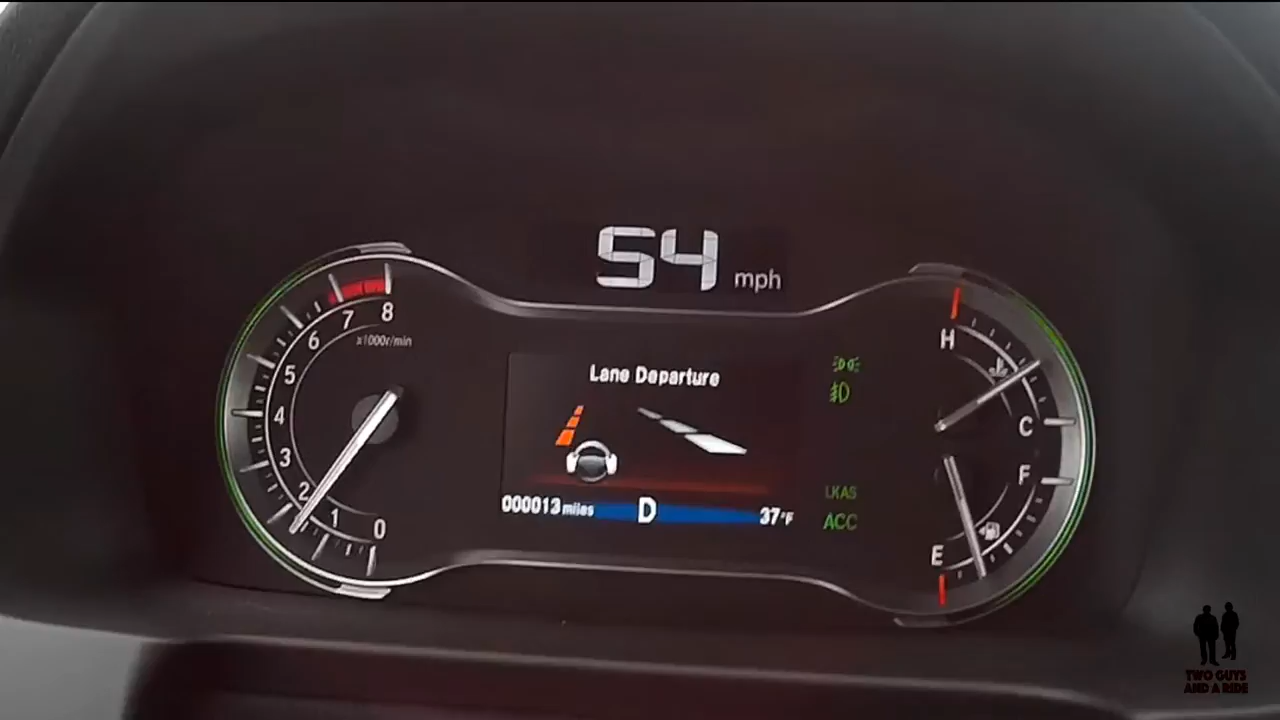 54 mph
8
7
6
x1000r/min
5
4
3
2
1
0
Lane Departure
000013 miles
D
37°F
LKAS
ACC
H
C
F
E
TWO GUYS
AND A RIDE